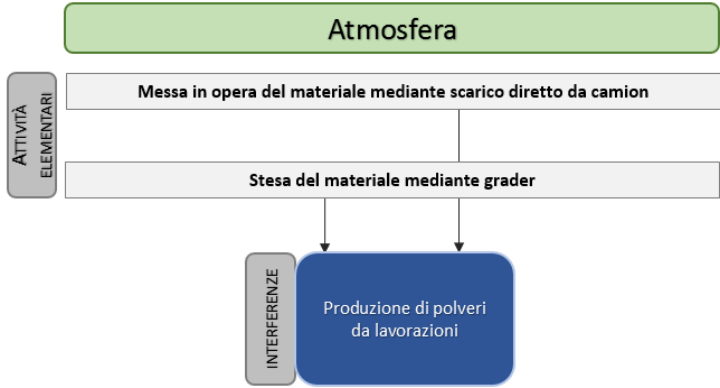 Atmosfera
ATTIVITÀ
ELEMENTARI
Messa in opera del materiale mediante scarico diretto da camion
Stesa del materiale mediante grader
INTERFERENZE
Produzione di polveri
da lavorazioni